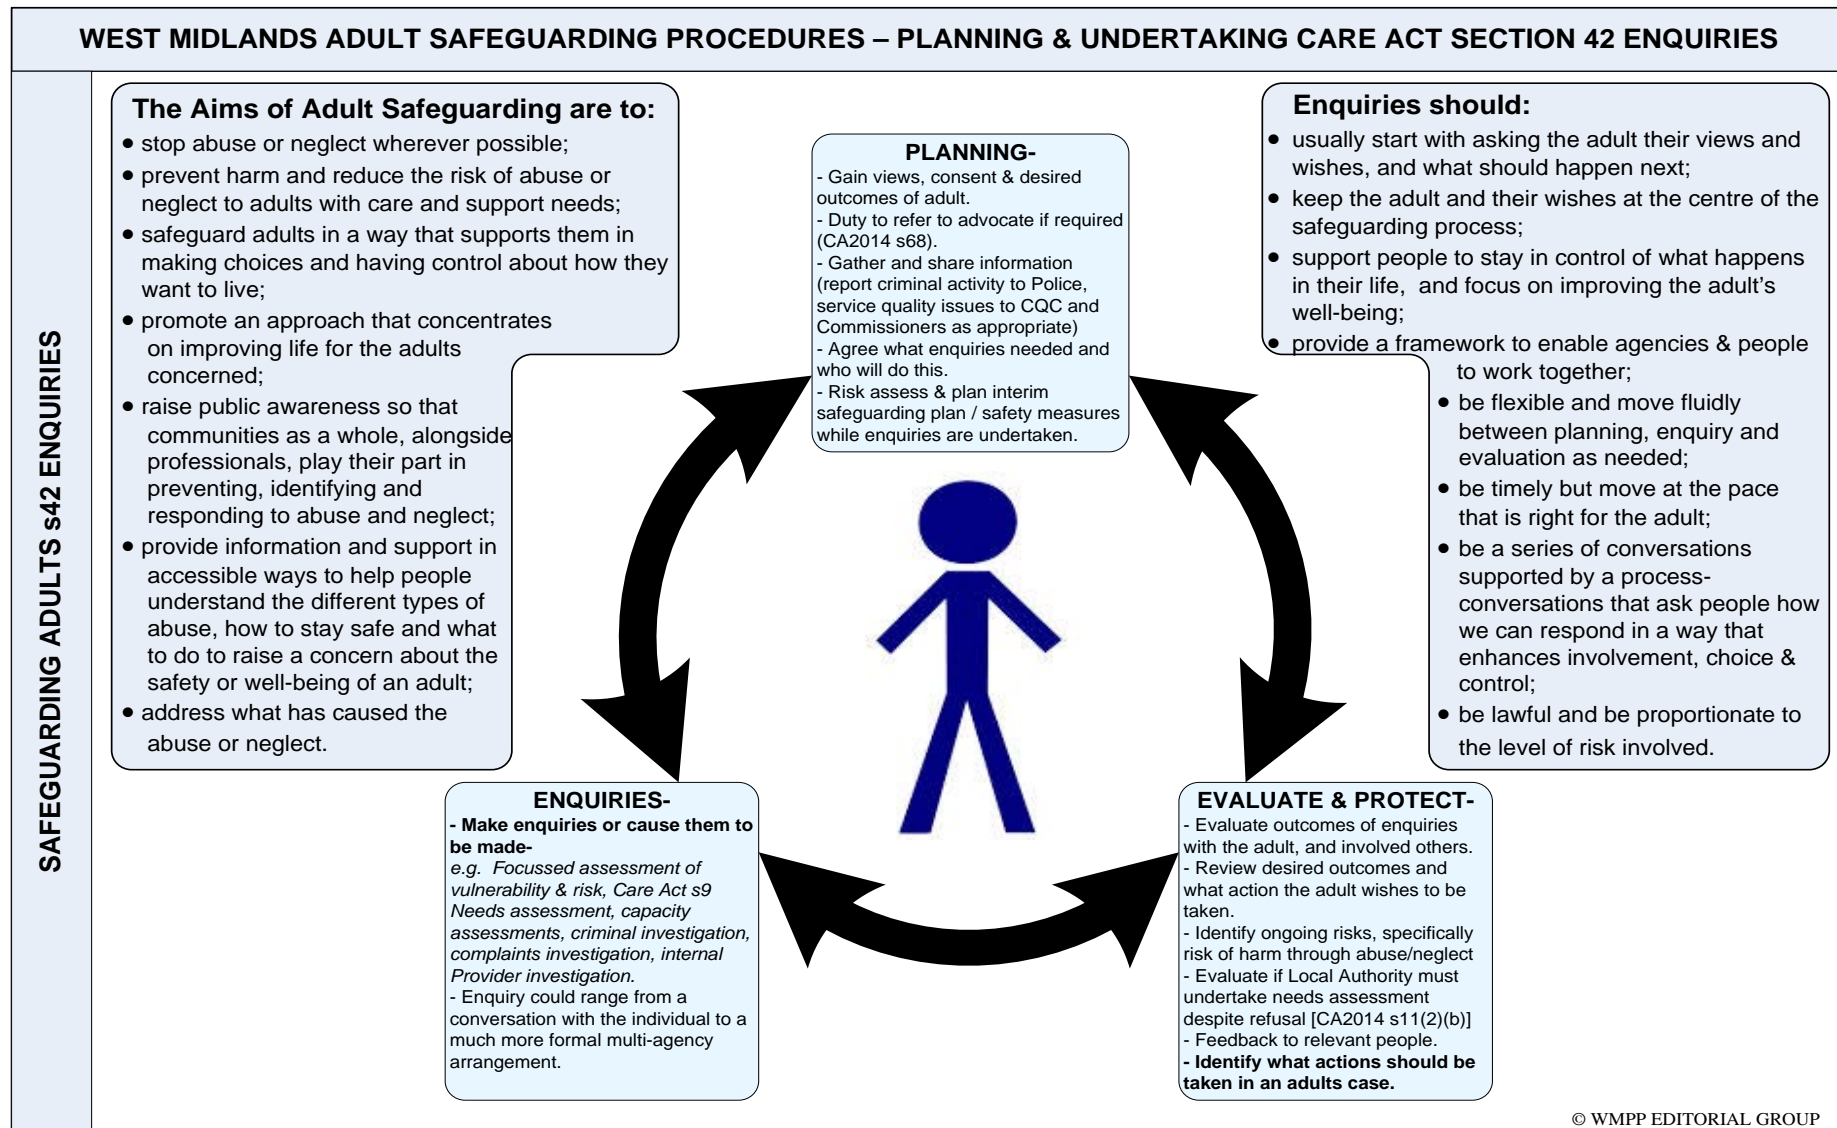 WEST MIDLANDS ADULT SAFEGUARDING PROCEDURES – PLANNING & UNDERTAKING CARE ACT SECTION 42 ENQUIRIES
SAFEGUARDING ADULTS s42 ENQUIRIES
The Aims of Adult Safeguarding are to:
• stop abuse or neglect wherever possible;
• prevent harm and reduce the risk of abuse or
neglect to adults with care and support needs;
• safeguard adults in a way that supports them in
making choices and having control about how they
want to live;
• promote an approach that concentrates
on improving life for the adults
concerned;
• raise public awareness so that
communities as a whole, alongside
professionals, play their part in
preventing, identifying and
responding to abuse and neglect;
• provide information and support in
accessible ways to help people
understand the different types of
abuse, how to stay safe and what
to do to raise a concern about the
safety or well-being of an adult;
• address what has caused the
abuse or neglect.
PLANNING-
- Gain views, consent & desired
outcomes of adult.
- Duty to refer to advocate if required
(CA2014 s68).
- Gather and share information
(report criminal activity to Police,
service quality issues to CQC and
Commissioners as appropriate)
- Agree what enquiries needed and
who will do this.
- Risk assess & plan interim
safeguarding plan / safety measures
while enquiries are undertaken.
Enquiries should:
• usually start with asking the adult their views and
wishes, and what should happen next;
• keep the adult and their wishes at the centre of the
safeguarding process;
• support people to stay in control of what happens
in their life, and focus on improving the adult's
well-being;
• provide a framework to enable agencies & people
to work together;
• be flexible and move fluidly
between planning, enquiry and
evaluation as needed;
• be timely but move at the pace
that is right for the adult;
• be a series of conversations
supported by a process-
conversations that ask people how
we can respond in a way that
enhances involvement, choice &
control;
• be lawful and be proportionate to
the level of risk involved.
ENQUIRIES-
- Make enquiries or cause them to
be made-
e.g. Focussed assessment of
vulnerability & risk, Care Act s9
Needs assessment, capacity
assessments, criminal investigation,
complaints investigation, internal
Provider investigation.
- Enquiry could range from a
conversation with the individual to a
much more formal multi-agency
arrangement.
EVALUATE & PROTECT-
- Evaluate outcomes of enquiries
with the adult, and involved others.
- Review desired outcomes and
what action the adult wishes to be
taken.
- Identify ongoing risks, specifically
risk of harm through abuse/neglect
- Evaluate if Local Authority must
undertake needs assessment
despite refusal [CA2014 s11(2)(b)]
- Feedback to relevant people.
- Identify what actions should be
taken in an adults case.
© WMPP EDITORIAL GROUP